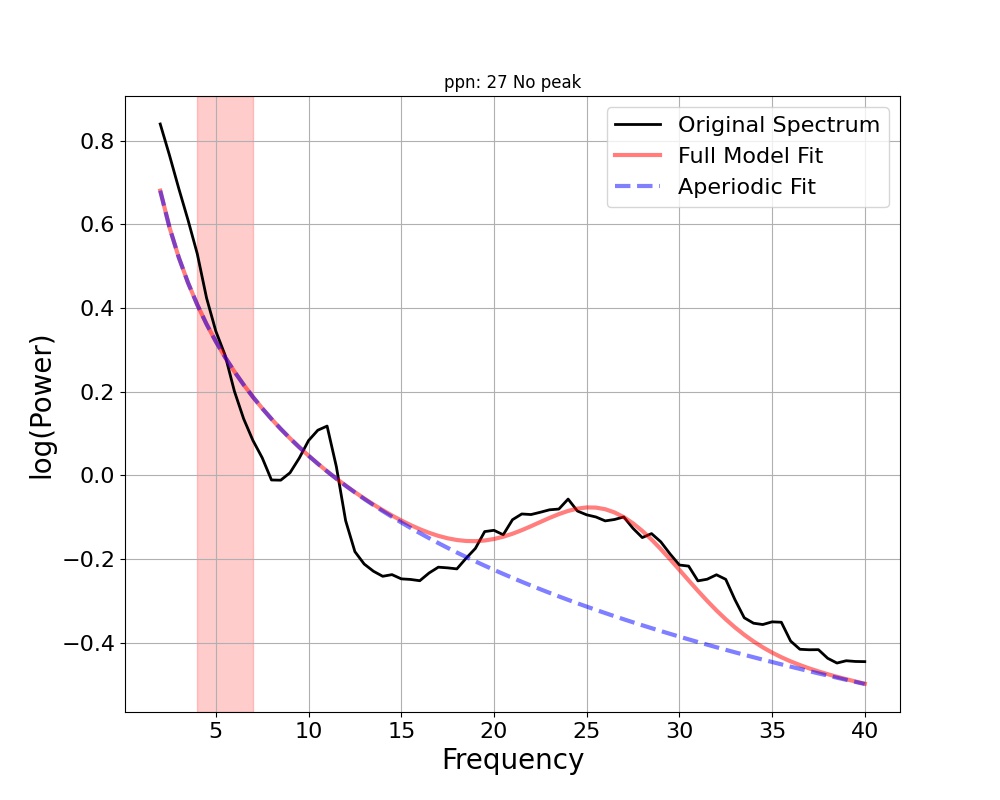 ppn: 27 No peak
Original Spectrum
Full Model Fit
Aperiodic Fit
log(Power)
0.8
0.6
0.4
0.2
0.0
−0.2
−0.4
5 10 15 20 25 30 35 40
Frequency